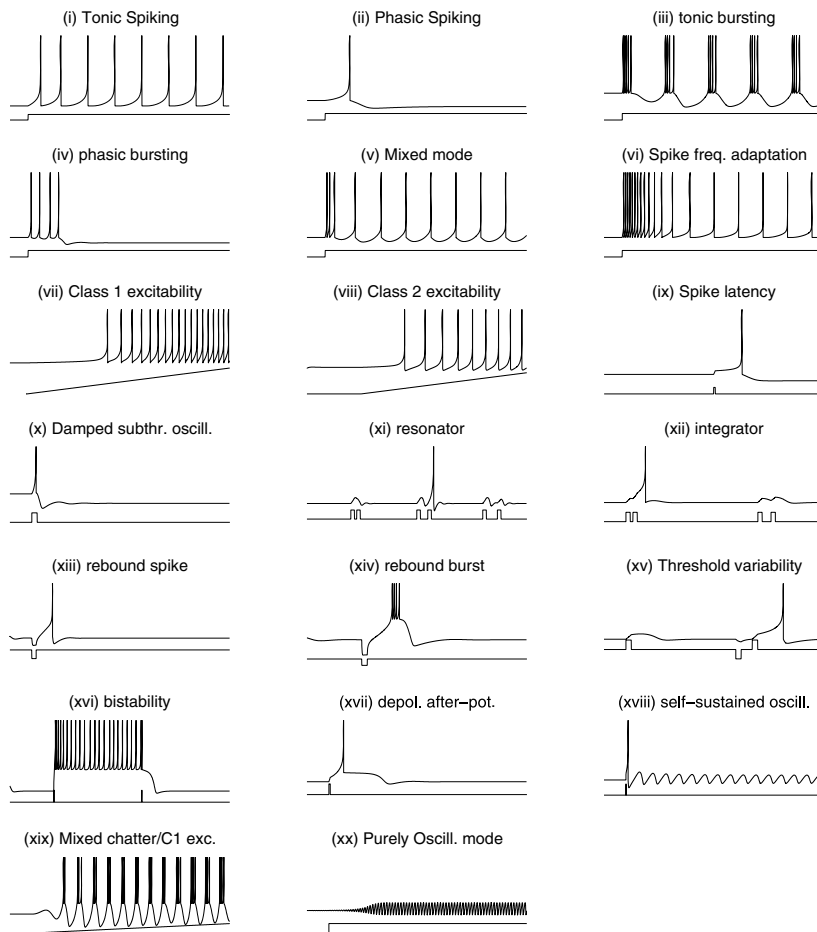 (i) Tonic Spiking
(ii) Phasic Spiking
(iii) tonic bursting
(iv) phasic bursting
(v) Mixed mode
(vi) Spike freq. adaptation
(vii) Class 1 excitability
(viii) Class 2 excitability
(ix) Spike latency
(x) Damped subthr. oscill.
(xi) resonator
(xii) integrator
(xiii) rebound spike
(xiv) rebound burst
(xv) Threshold variability
(xvi) bistability
(xvii) depol. after−pot.
(xviii) self−sustained oscill.
(xix) Mixed chatter/C1 exc.
(xx) Purely Oscill. mode